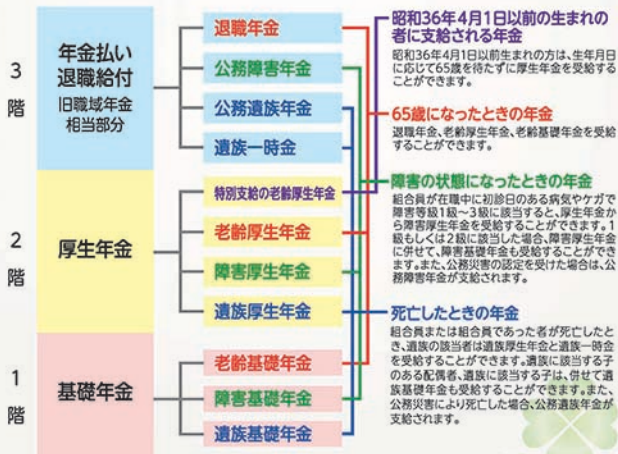 3
階
年金払い
退職給付
旧職域年金
相当部分
退職年金
公務障害年金
公務遺族年金
遺族一時金
2
階
厚生年金
特別支給の老齢厚生年金
老齢厚生年金
障害厚生年金
遺族厚生年金
1
階
基礎年金
老齢基礎年金
障害基礎年金
遺族基礎年金
昭和36年4月1日以前の生まれの
者に支給される年金
昭和36年4月1日以前生まれの方は、生年月日
に応じて65歳を待たずに厚生年金を受給する
ことができます。
65歳になったときの年金
退職年金、老齢厚生年金、老齢基礎年金を受給
することができます。
障害の状態になったときの年金
組合員が在職中に初診日のある病気やケガで
障害等級1級〜3級に該当すると、厚生年金か
ら障害厚生年金を受給することができます。1
級もしくは2級に該当した場合、障害厚生年金
に併せて、障害基礎年金も受給することができ
ます。また、公務災害の認定を受けた場合は、公
務障害年金が支給されます。
死亡したときの年金
組合員または組合員であった者が死亡したと
き、遺族の該当者は遺族厚生年金と遺族一時金
を受給することができます。遺族に該当する子
のある配偶者、遺族に該当する子は、併せて遺
族基礎年金も受給することができます。また、
公務災害により死亡した場合、公務遺族年金が
支給されます。